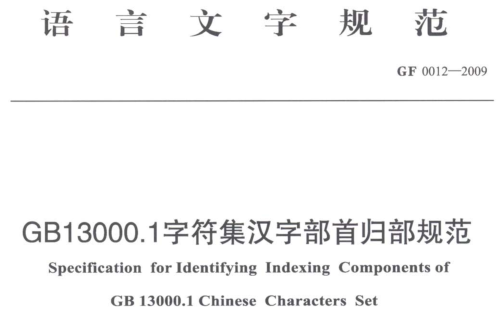 语言文字规范
GF 0012—2009
GB13000.1字符集汉字部首归部规范
Specification for Identifying Indexing Components of
GB 13000.1 Chinese Characters Set